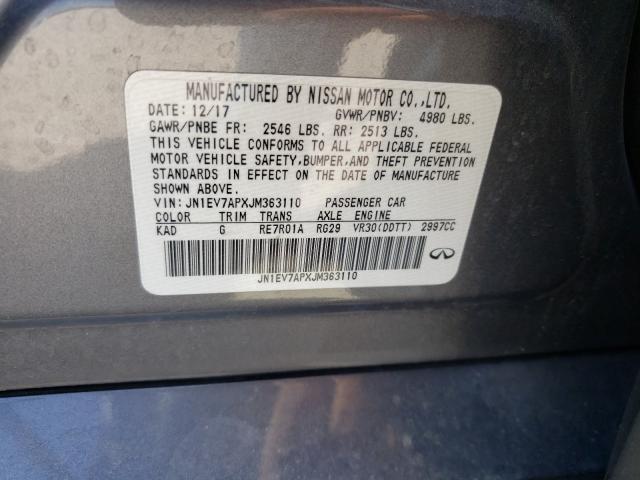 MANUFACTURED BY NISSAN MOTOR CO.,LTD.
DATE: 12/17 GVWR/PNBV: 4980 LBS.
GAWR/PNBE FR: 2546 LBS. RR: 2513 LBS.
THIS VEHICLE CONFORMS TO ALL APPLICABLE FEDERAL
MOTOR VEHICLE SAFETY,BUMPER,AND THEFT PREVENTION
STANDARDS IN EFFECT ON THE DATE OF MANUFACTURE
SHOWN ABOVE.
VIN: JN1EV7APXJM363110 PASSENGER CAR
COLOR TRIM TRANS AXLE ENGINE
KAD G RE7R01A RG29 VR30(DDTT) 2997CC
JN1EV7APXJM363110